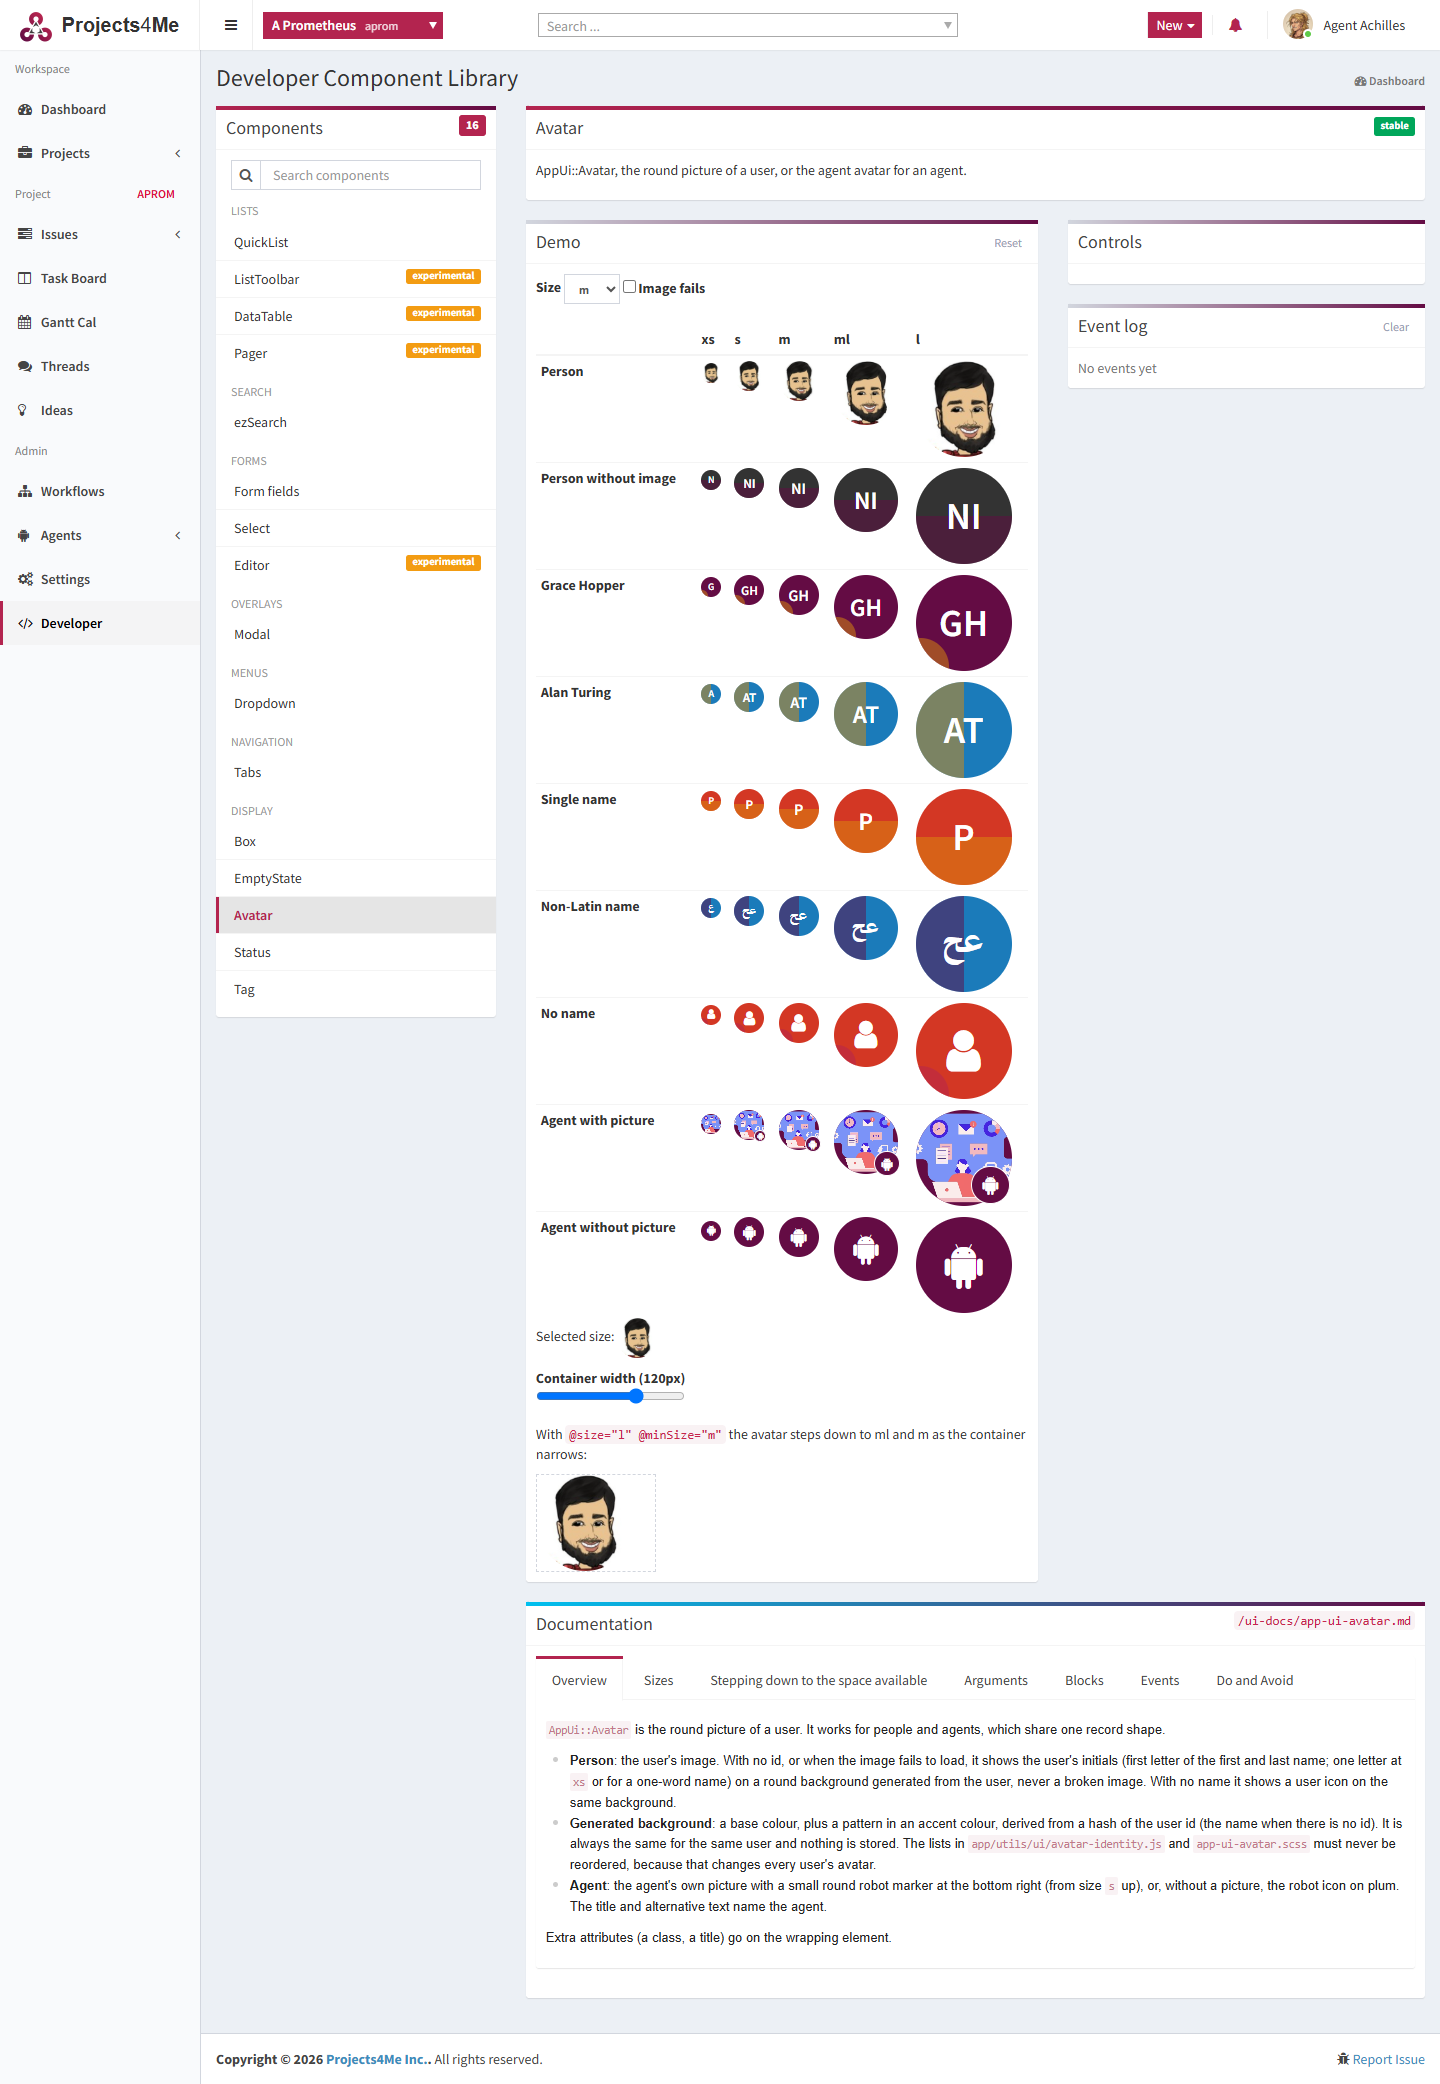 Projects4Me
A Prometheus aprom
Search ...
New
Agent Achilles
Workspace
Dashboard
Projects
Project APROM
Issues
Task Board
Gantt Cal
Threads
Ideas
Admin
Workflows
Agents
Settings
Developer
Developer Component Library
Dashboard
Components 16
Search components
LISTS
QuickList
ListToolbar experimental
DataTable experimental
Pager experimental
SEARCH
ezSearch
FORMS
Form fields
Select
Editor experimental
OVERLAYS
Modal
MENUS
Dropdown
NAVIGATION
Tabs
DISPLAY
Box
EmptyState
Avatar
Status
Tag
Avatar stable
AppUi::Avatar, the round picture of a user, or the agent avatar for an agent.
Demo Reset
Size m Image fails
xs s m ml l
Person
Person without image N NI NI NI NI
Grace Hopper G GH GH GH GH
Alan Turing A AT AT AT AT
Single name P P P P P
Non-Latin name ع عح عح عح عح
No name
Agent with picture
Agent without picture
Selected size:
Container width (120px)
With @size="l" @minSize="m" the avatar steps down to ml and m as the container
narrows:
Controls
Event log Clear
No events yet
Documentation /ui-docs/app-ui-avatar.md
Overview Sizes Stepping down to the space available Arguments Blocks Events Do and Avoid
AppUi::Avatar is the round picture of a user. It works for people and agents, which share one record shape.
Person: the user's image. With no id, or when the image fails to load, it shows the user's initials (first letter of the first and last name; one letter at
xs or for a one-word name) on a round background generated from the user, never a broken image. With no name it shows a user icon on the
same background.
Generated background: a base colour, plus a pattern in an accent colour, derived from a hash of the user id (the name when there is no id). It is
always the same for the same user and nothing is stored. The lists in app/utils/ui/avatar-identity.js and app-ui-avatar.scss must never be
reordered, because that changes every user's avatar.
Agent: the agent's own picture with a small round robot marker at the bottom right (from size s up), or, without a picture, the robot icon on plum.
The title and alternative text name the agent.
Extra attributes (a class, a title) go on the wrapping element.
Copyright © 2026 Projects4Me Inc.. All rights reserved.
Report Issue